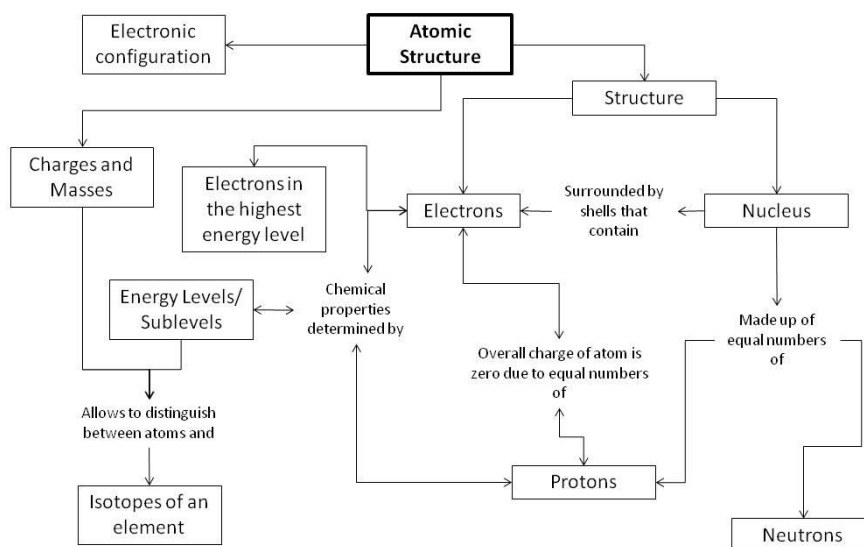 Electronic
configuration
Atomic
Structure
Structure
Charges and
Masses
Electrons in
the highest
energy level
Electrons
Surrounded by
shells that
contain
Nucleus
Energy Levels/
Sublevels
Chemical
properties
determined by
Made up of
equal numbers
of
Overall charge of atom is
zero due to equal numbers
of
Allows to distinguish
between atoms and
Protons
Isotopes of an
element
Neutrons